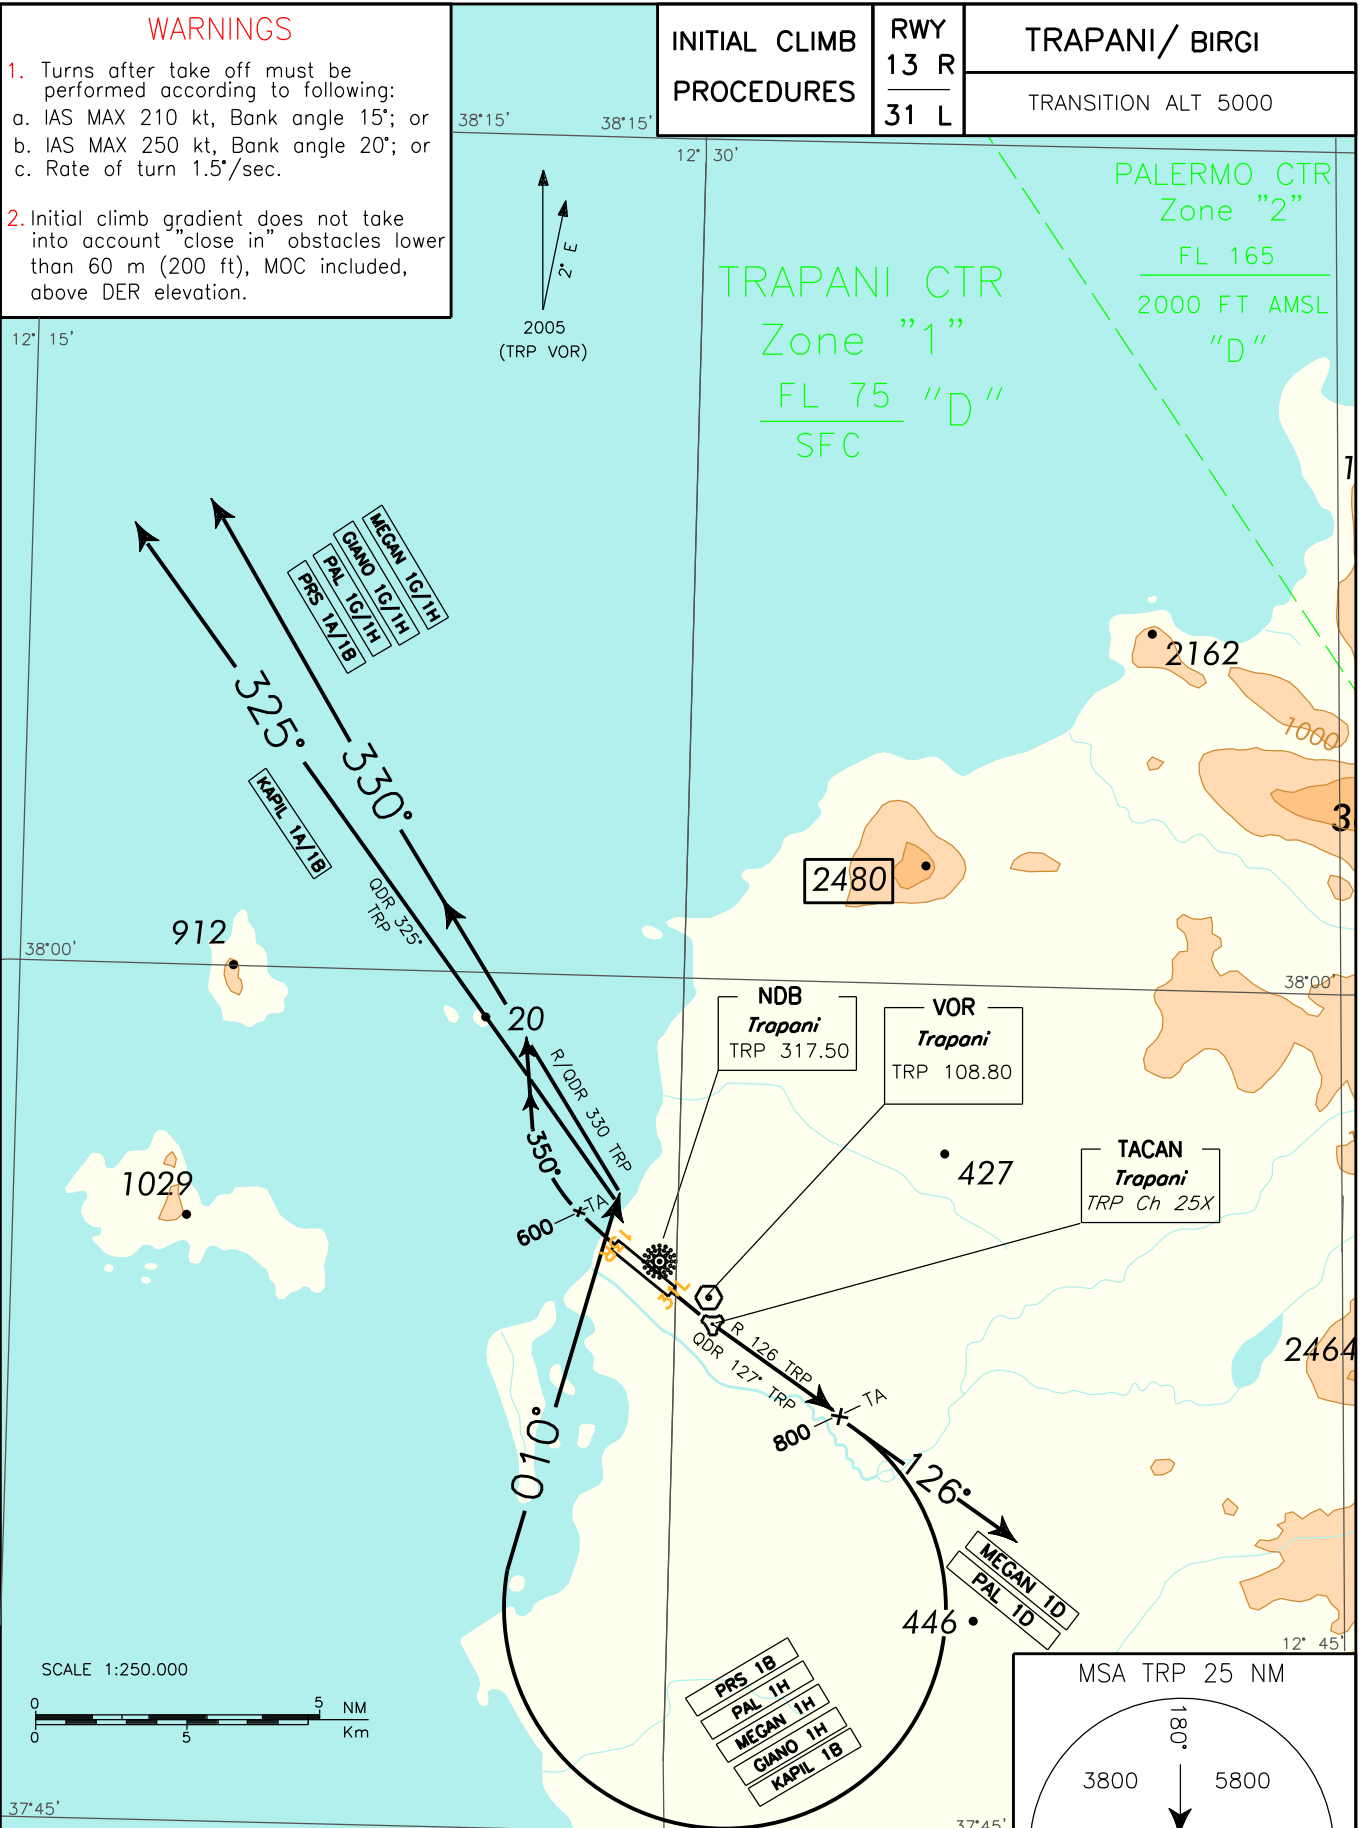 WARNINGS
1. Turns after take off must be
performed according to following:
a. IAS MAX 210 kt, Bank angle 15°; or
b. IAS MAX 250 kt, Bank angle 20°; or
c. Rate of turn 1.5°/sec.
2. Initial climb gradient does not take
into account "close in" obstacles lower
than 60 m (200 ft), MOC included,
above DER elevation.
INITIAL CLIMB
PROCEDURES
RWY
13 R
31 L
TRAPANI/ BIRGI
TRANSITION ALT 5000
38°15'
38°15'
12° 30'
12° 15'
2° E
2005
(TRP VOR)
TRAPANI CTR
Zone "1"
FL 75 "D"
SFC
PALERMO CTR
Zone "2"
FL 165
2000 FT AMSL
"D"
MEGAN 1G/1H
GIANO 1G/1H
PAL 1G/1H
PRS 1A/1B
325°
330°
KAPIL 1A/1B
QDR 325°
TRP
2162
1000
2480
912
38°00'
38°00'
20
R/QDR 330 TRP
NDB
Trapani
TRP 317.50
VOR
Trapani
TRP 108.80
TACAN
Trapani
TRP Ch 25X
427
1029
350°
600
TA
13R
31L
R 126 TRP
QDR 127° TRP
TA
800
2464
010°
126°
MEGAN 1D
PAL 1D
446
PRS 1B
PAL 1H
MEGAN 1H
GIANO 1H
KAPIL 1B
12° 45'
SCALE 1:250.000
0 5 NM
0 5 Km
37°45'
37°45'
MSA TRP 25 NM
180°
3800 5800